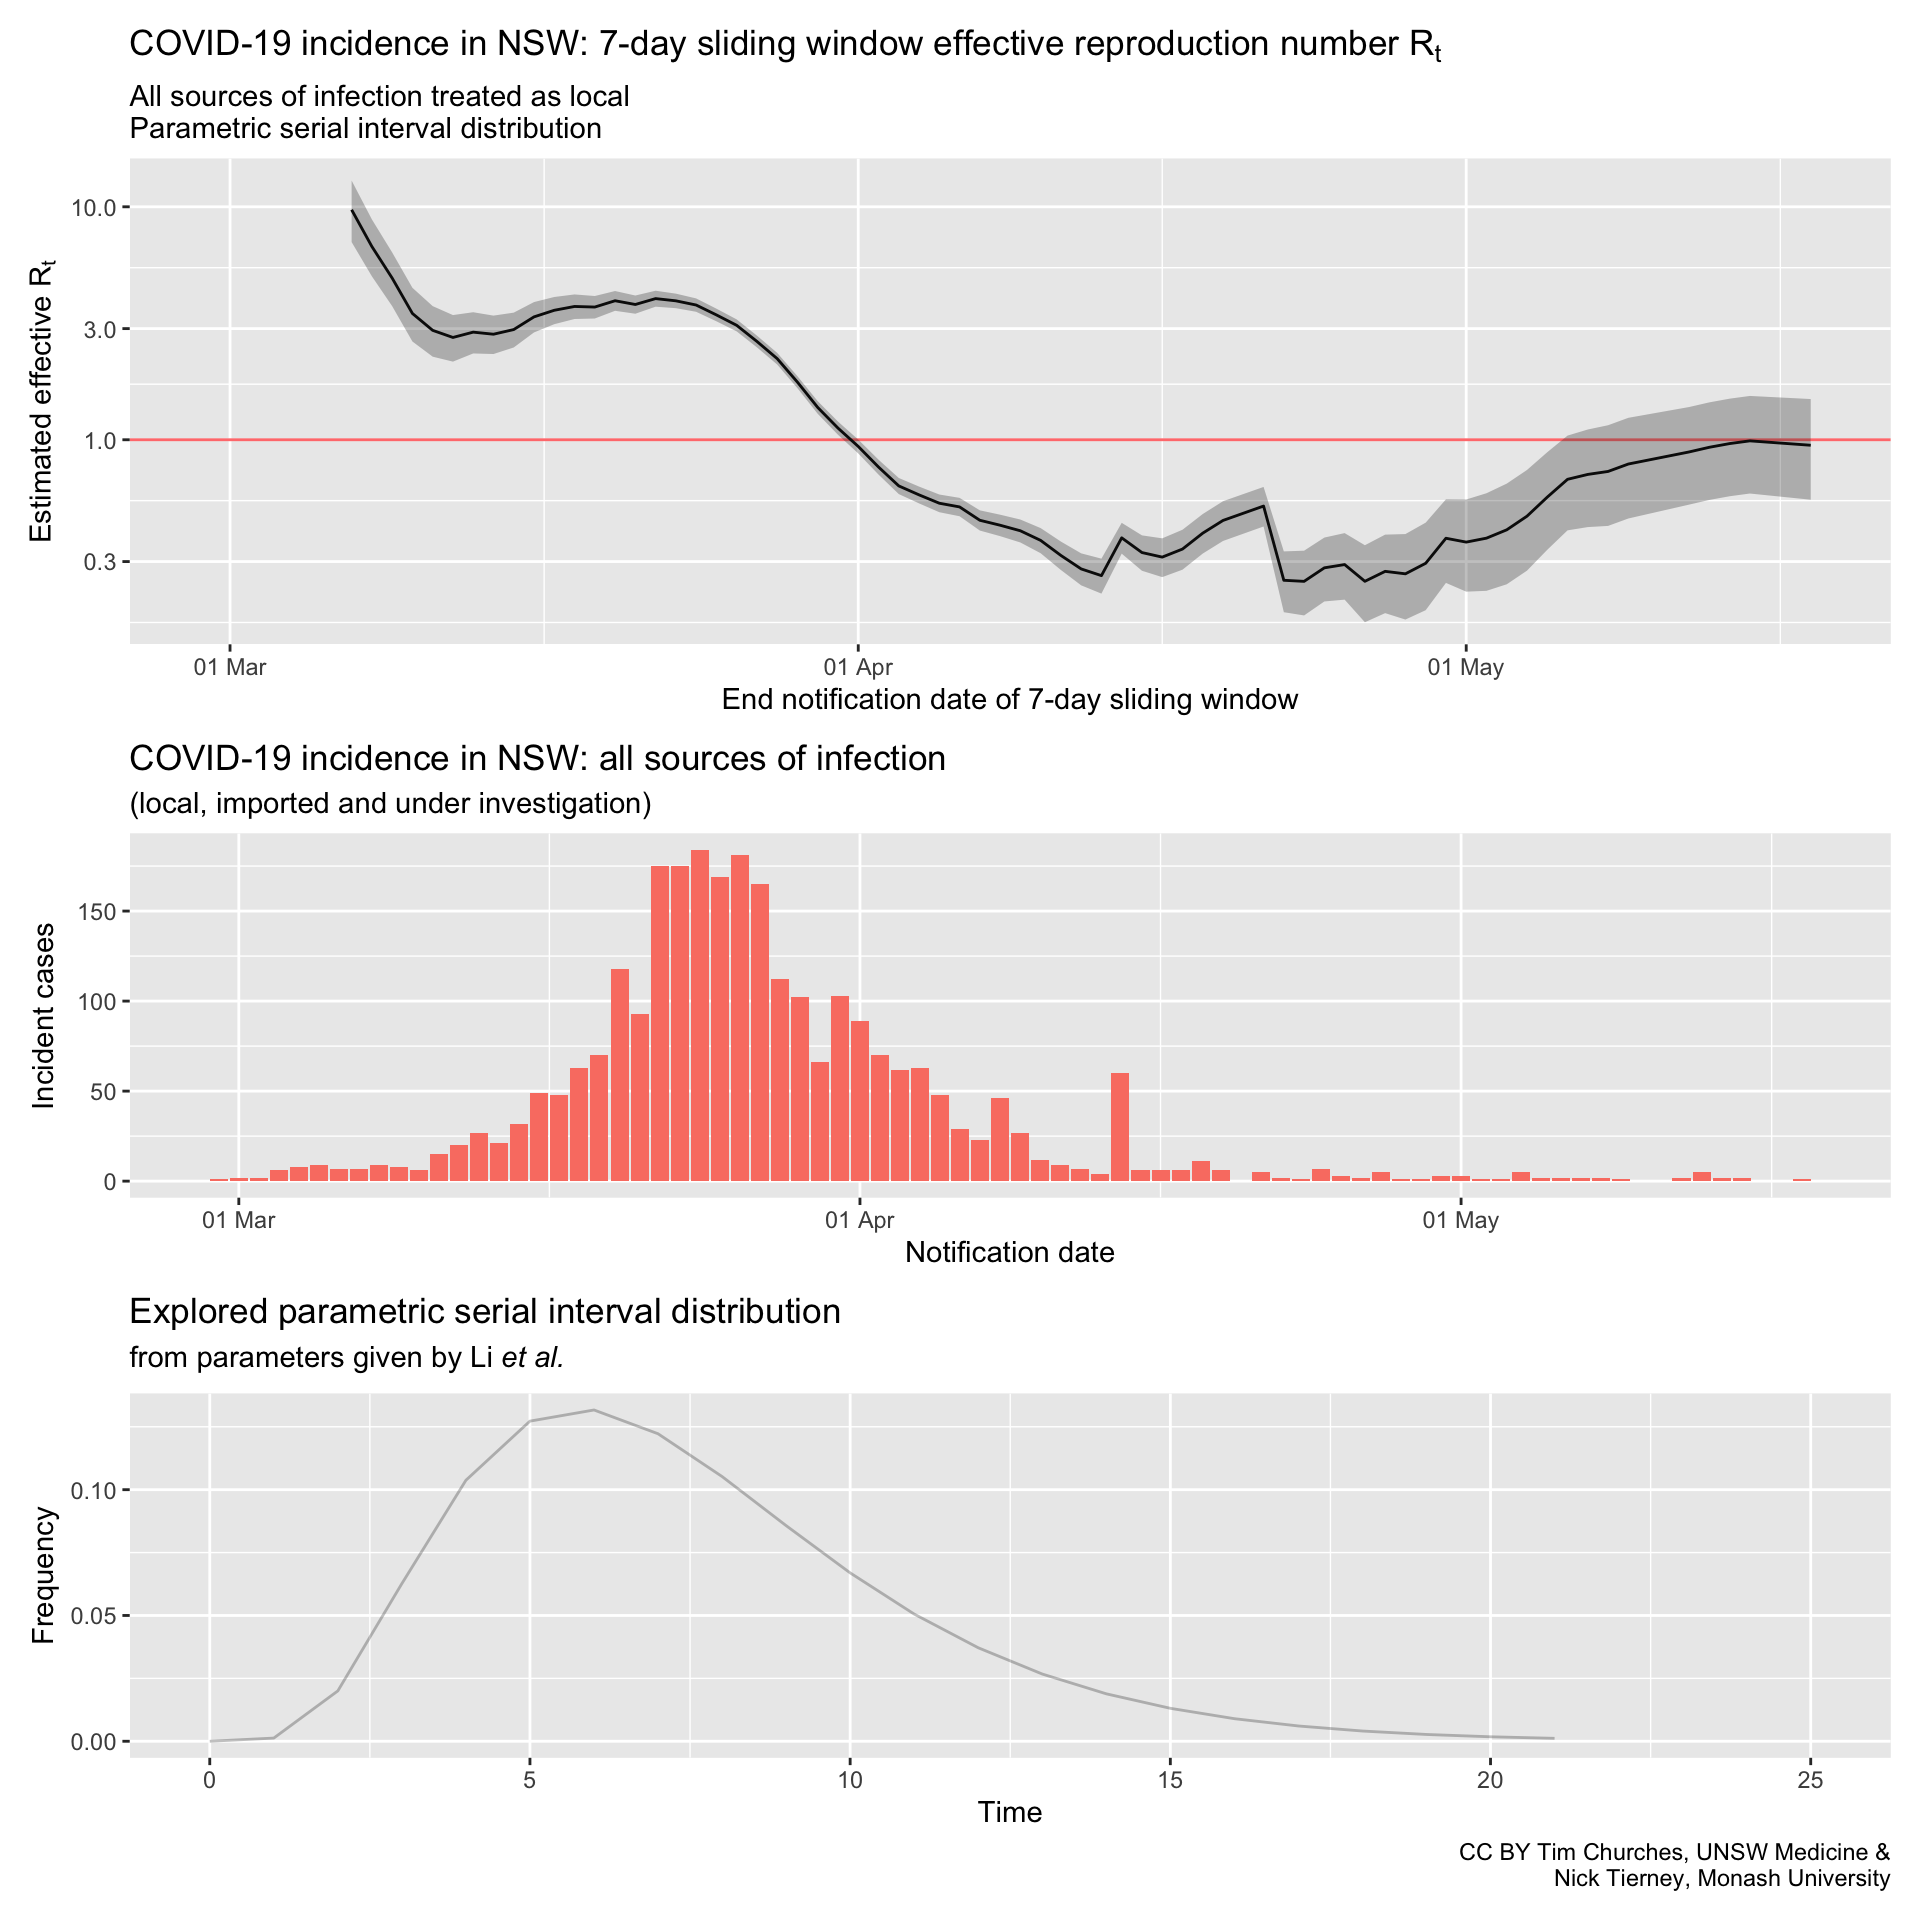 COVID-19 incidence in NSW: 7-day sliding window effective reproduction number Rt
All sources of infection treated as local
Parametric serial interval distribution
Estimated effective Rt
10.0
3.0
1.0
0.3
01 Mar
01 Apr
01 May
End notification date of 7-day sliding window
COVID-19 incidence in NSW: all sources of infection
(local, imported and under investigation)
Incident cases
150
100
50
0
01 Mar
01 Apr
01 May
Notification date
Explored parametric serial interval distribution
from parameters given by Li et al.
Frequency
0.10
0.05
0.00
0
5
10
15
20
25
Time
CC BY Tim Churches, UNSW Medicine &
Nick Tierney, Monash University